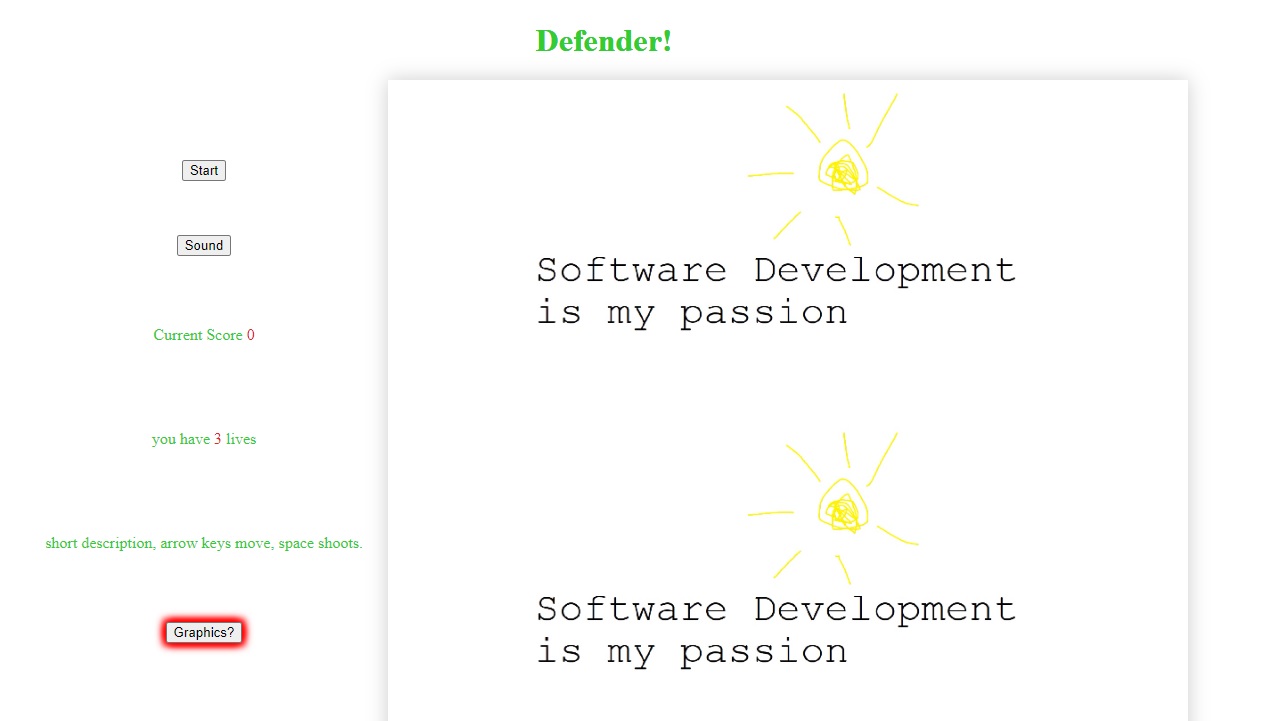 Defender!
Start
Sound
Current Score 0
you have 3 lives
short description, arrow keys move, space shoots.
Graphics?
Software Development
is my passion
Software Development
is my passion